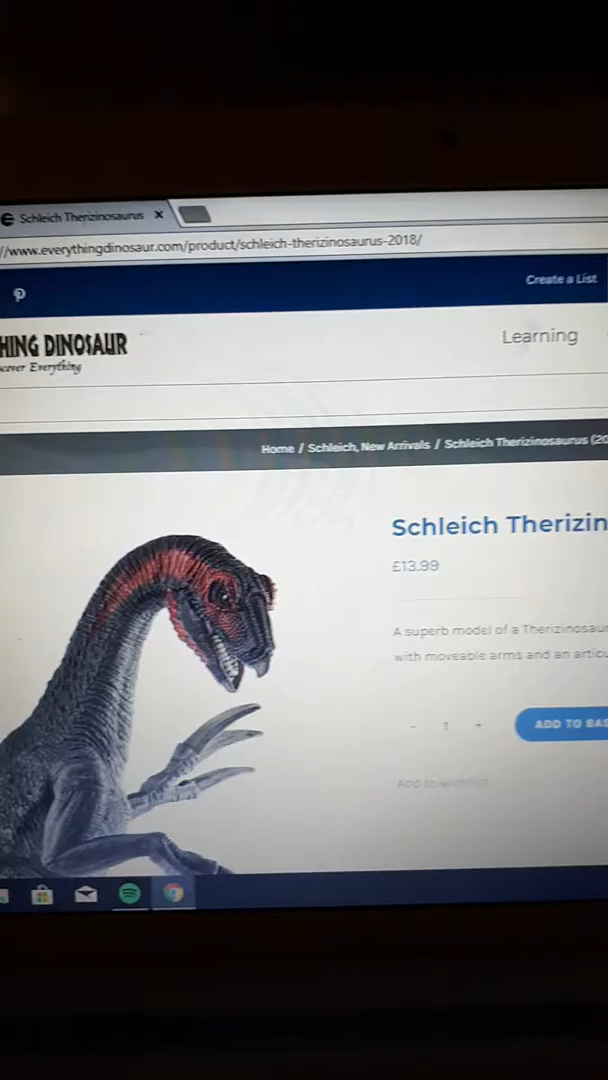 Schleich Therizinosaurus
//www.everythingdinosaur.com/product/schleich-therizinosaurus-2018/
Create a List
HING DINOSAUR
cover Everything
Learning
Home / Schleich, New Arrivals / Schleich Therizinosaurus (20
Schleich Therizin
£13.99
A superb model of a Therizinosau
with moveable arms and an articu
- 1 +
ADD TO BAS
Add to wishlist